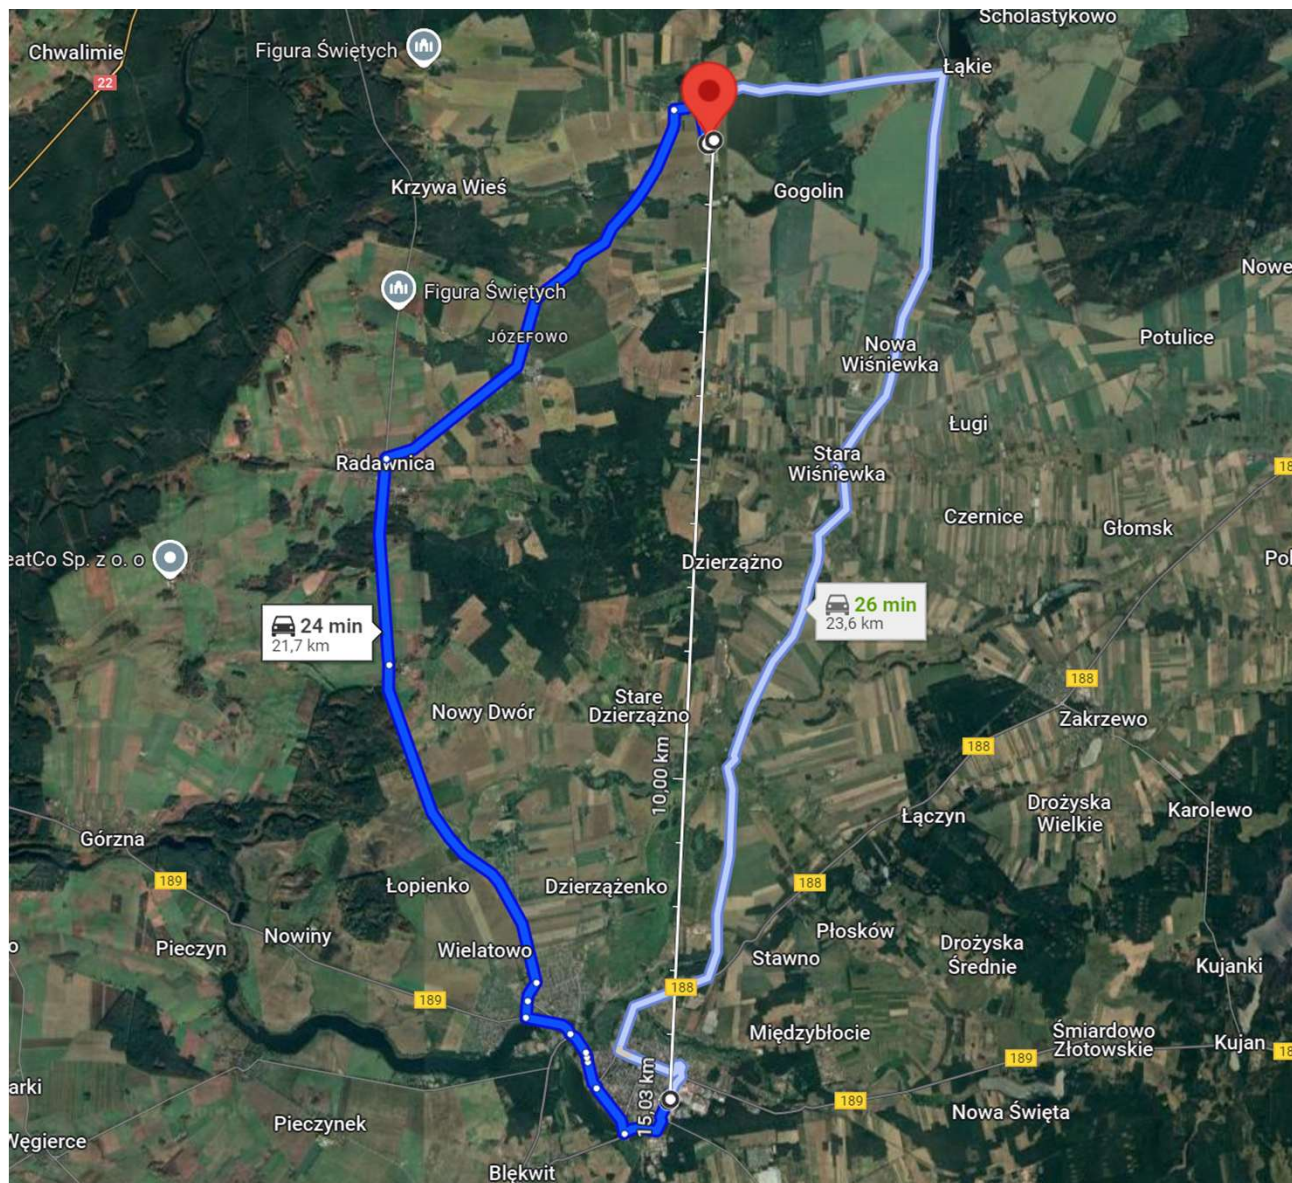 Scholastykowo
Chwalimie
Figura Świętych
22
Łąkie
Krzywa Wieś
Gogolin
Nowe
Figura Świętych
JÓZEFOWO
Potulice
Nowa
Wiśniewka
Ługi
Radawnica
Stara
Wiśniewka
18
Czernice
Głomsk
eatCo Sp. z o. o
Dzierzążno
Pol
26 min
23,6 km
24 min
21,7 km
188
Nowy Dwór
Stare
Dzierzążno
Zakrzewo
188
10,00 km
Drożyska
Wielkie
Karolewo
Łączyn
Górzna
189
Łopienko
Dzierzążenko
188
Nowiny
Pieczyn
Wielatowo
Płosków
Drożyska
Średnie
o
Stawno
Kujanki
188
189
Międzybłocie
Śmiardowo
Złotowskie
Kujan
189
18
arki
15,03 km
189
Nowa Święta
Pieczynek
Węgierce
Blękwit